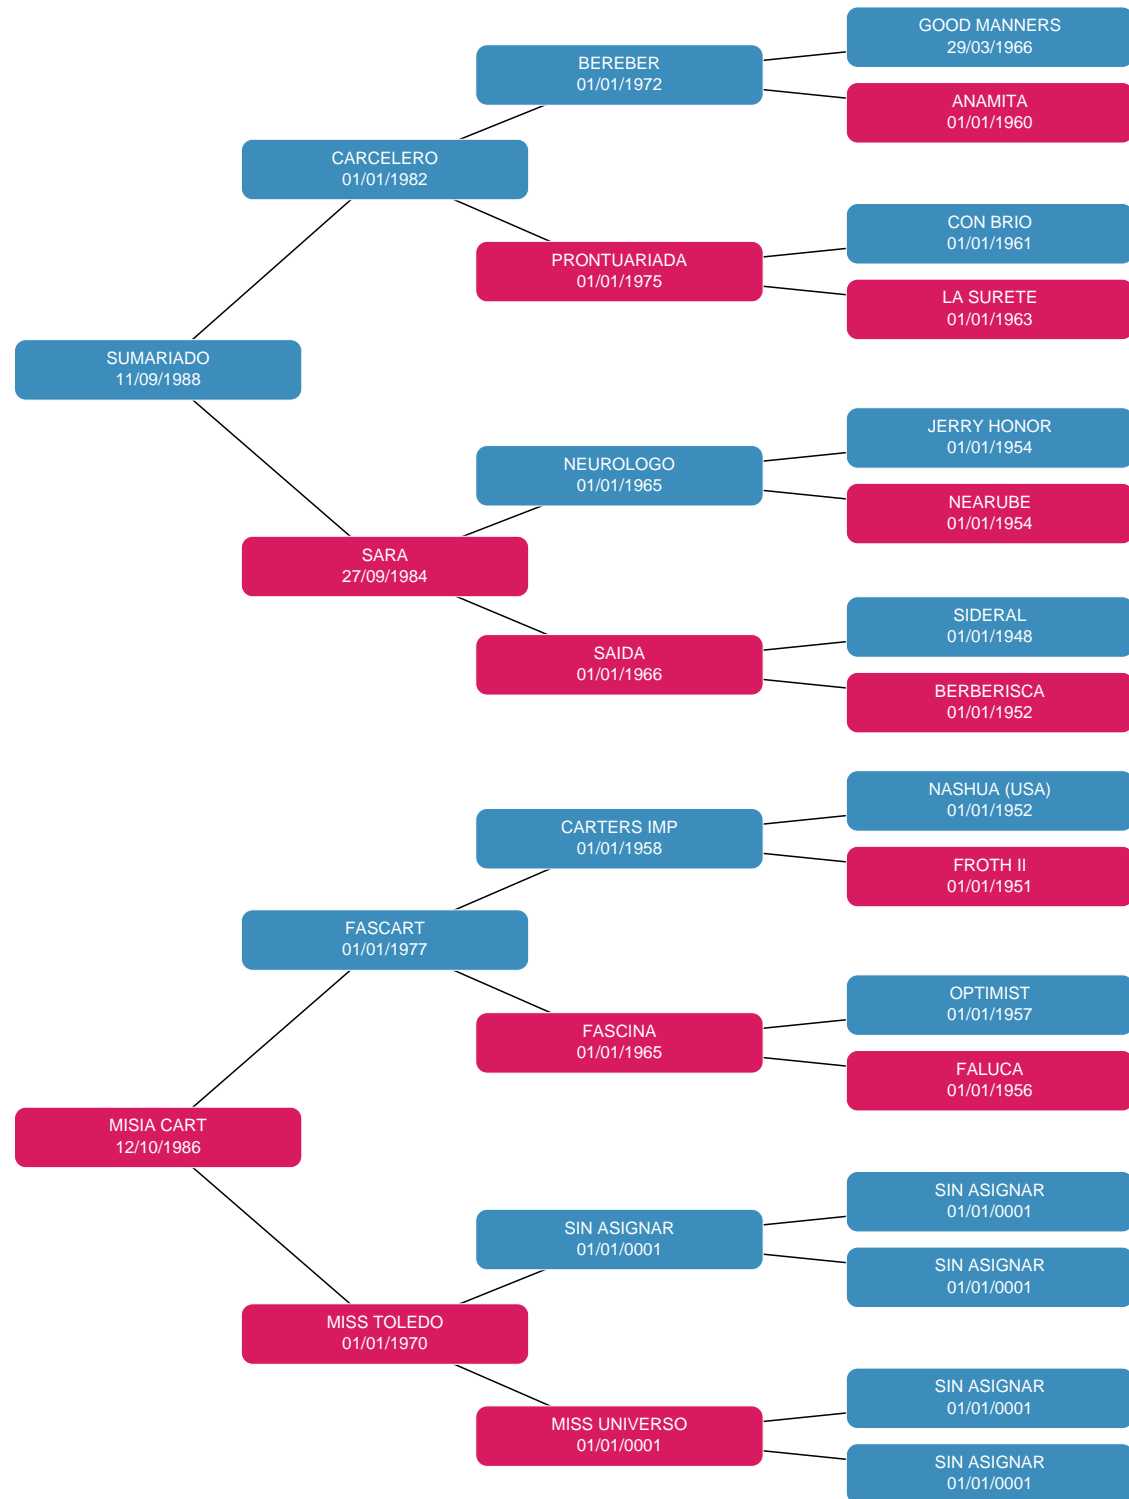 GOOD MANNERS
29/03/1966
BEREBER
01/01/1972
ANAMITA
01/01/1960
CARCELERO
01/01/1982
CON BRIO
01/01/1961
PRONTUARIADA
01/01/1975
LA SURETE
01/01/1963
SUMARIADO
11/09/1988
JERRY HONOR
01/01/1954
NEUROLOGO
01/01/1965
NEARUBE
01/01/1954
SARA
27/09/1984
SIDERAL
01/01/1948
SAIDA
01/01/1966
BERBERISCA
01/01/1952
NASHUA (USA)
01/01/1952
CARTERS IMP
01/01/1958
FROTH II
01/01/1951
FASCART
01/01/1977
OPTIMIST
01/01/1957
FASCINA
01/01/1965
FALUCA
01/01/1956
MISIA CART
12/10/1986
SIN ASIGNAR
01/01/0001
SIN ASIGNAR
01/01/0001
SIN ASIGNAR
01/01/0001
MISS TOLEDO
01/01/1970
SIN ASIGNAR
01/01/0001
MISS UNIVERSO
01/01/0001
SIN ASIGNAR
01/01/0001